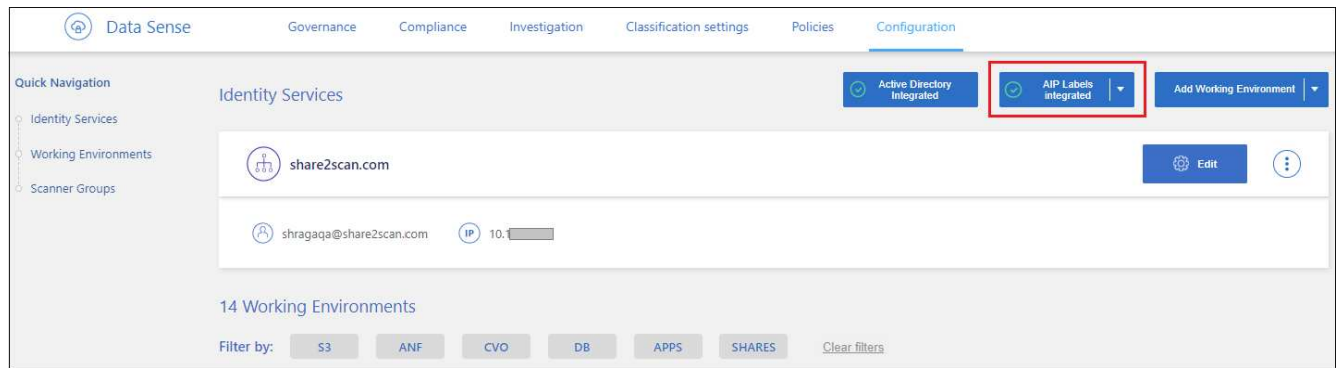 Data Sense
Governance
Compliance
Investigation
Classification settings
Policies
Configuration
Quick Navigation
Identity Services
Working Environments
Scanner Groups
Identity Services
Active Directory
Integrated
AIP Labels
integrated
Add Working Environment
share2scan.com
Edit
shragaqa@share2scan.com
IP
10.1
14 Working Environments
Filter by:
S3
ANF
CVO
DB
APPS
SHARES
Clear filters